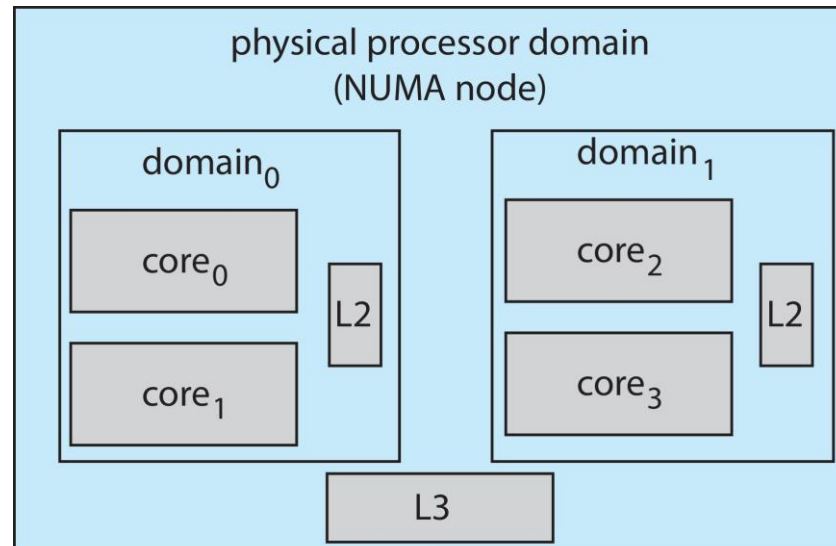 physical processor domain
(NUMA node)
domain₀
core₀
core₁
L2
domain₁
core₂
core₃
L2
L3